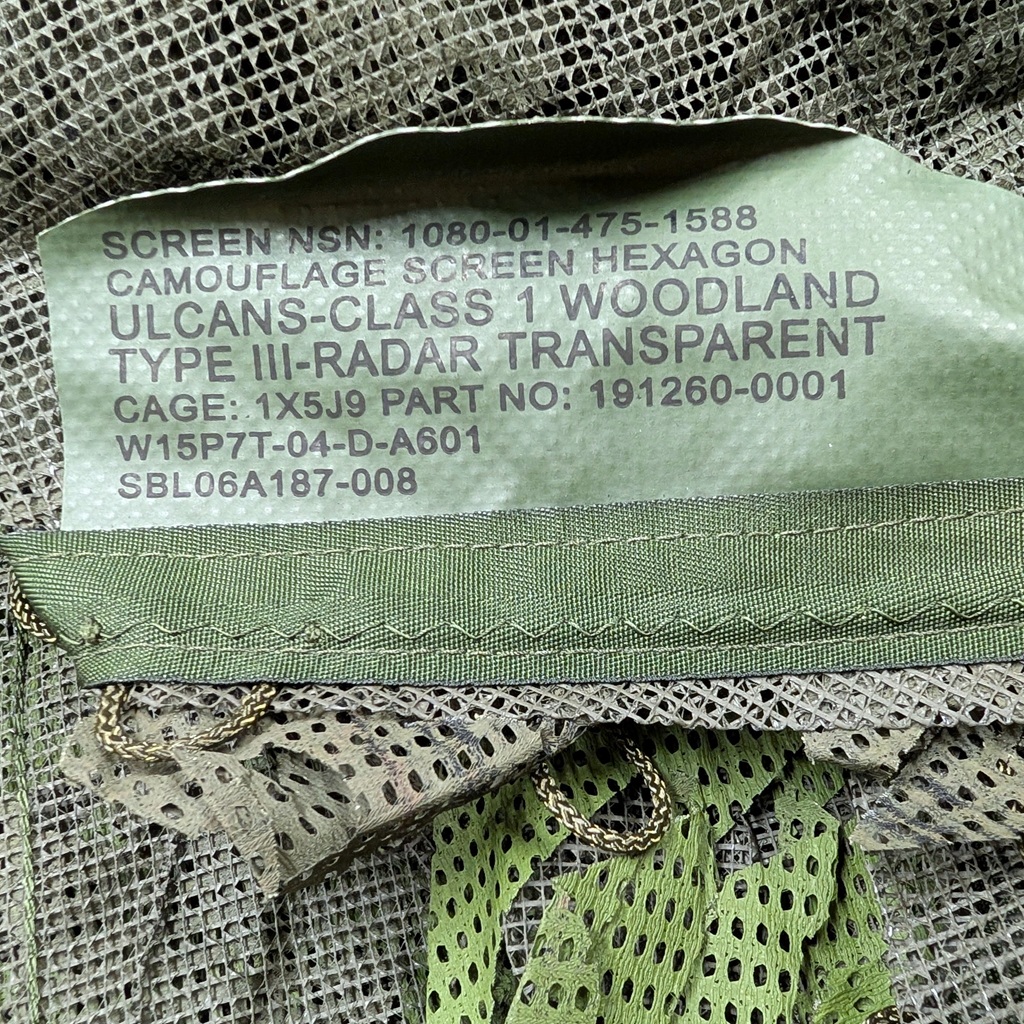 SCREEN NSN: 1080-01-475-1588
CAMOUFLAGE SCREEN HEXAGON
ULCANS-CLASS 1 WOODLAND
TYPE III-RADAR TRANSPARENT
CAGE: 1X5J9 PART NO: 191260-0001
W15P7T-04-D-A601
SBL06A187-008